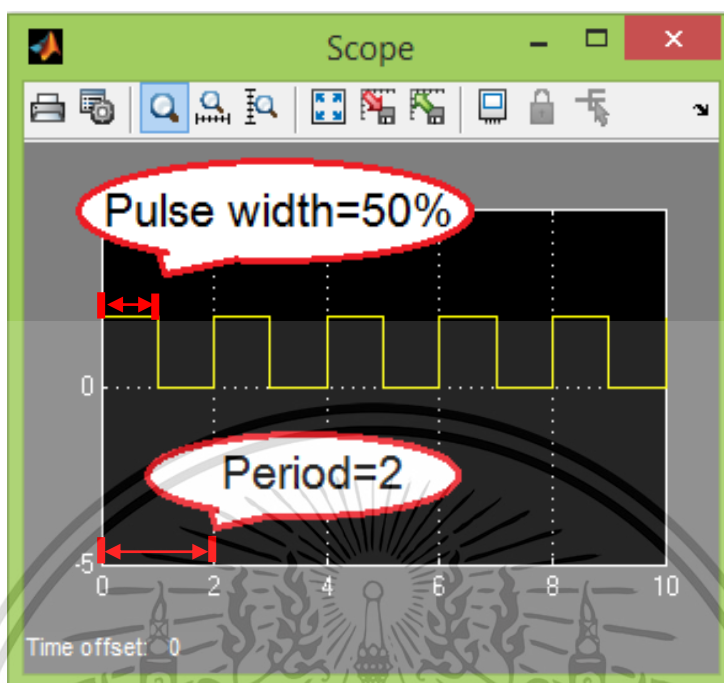 Scope
Pulse width=50%
0
Period=2
-5
0 2 4 6 8 10
Time offset: 0